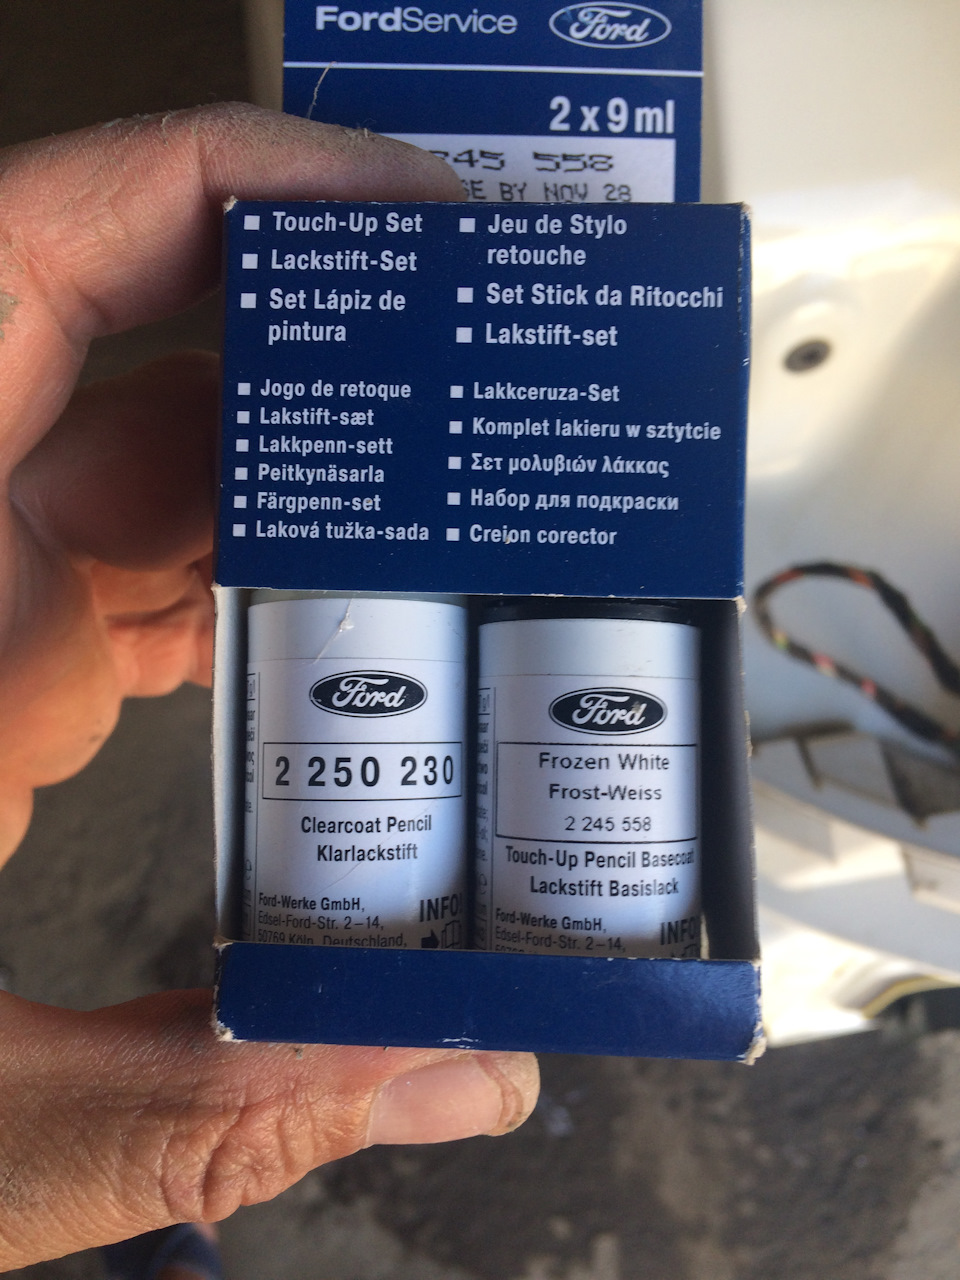 FordService
Ford
2 x 9 ml
245 558
SE BY NOV 28
■ Touch-Up Set
■ Lackstift-Set
■ Set Lápiz de
pintura
■ Jeu de Stylo
retouche
■ Set Stick da Ritocchi
■ Lakstift-set
■ Jogo de retoque
■ Lakstift-sæt
■ Lakkpenn-sett
■ Peitkynäsarla
■ Färgpenn-set
■ Laková tužka-sada
■ Lakkceruza-Set
■ Komplet lakieru w sztytcie
■ Σετ μολυβιών λάκκας
■ Набор для подкраски
■ Creion corector
Ford
2 250 230
Clearcoat Pencil
Klarlackstift
Ford-Werke GmbH,
Edsel-Ford-Str. 2–14,
50769 Köln, Deutschland,
INFO
Ford
Frozen White
Frost-Weiss
2 245 558
Touch-Up Pencil Basecoat
Lackstift Basislack
Ford-Werke GmbH,
Edsel-Ford-Str. 2–14,
INFO